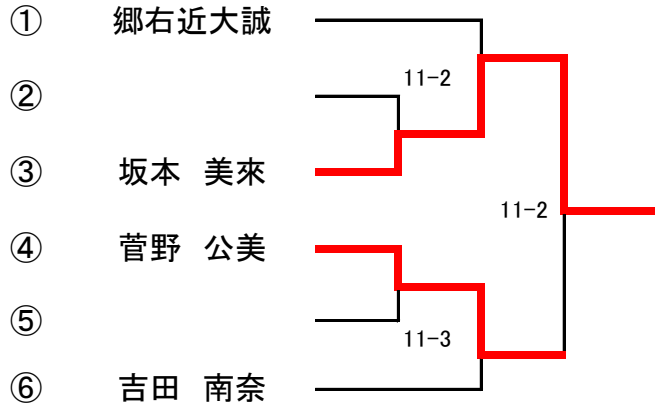 ① 郷右近大誠
11-2
②
③ 坂本 美來
11-2
④ 菅野 公美
⑤
11-3
⑥ 吉田 南奈